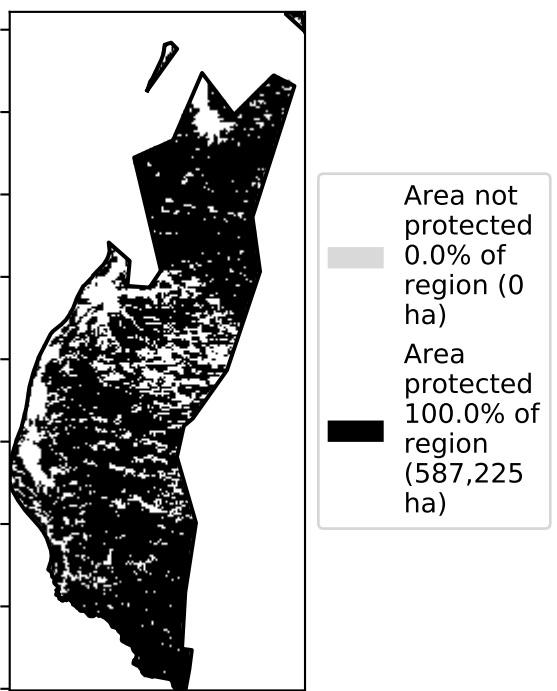 Area not
protected
0.0% of
region (0
ha)
Area
protected
100.0% of
region
(587,225
ha)